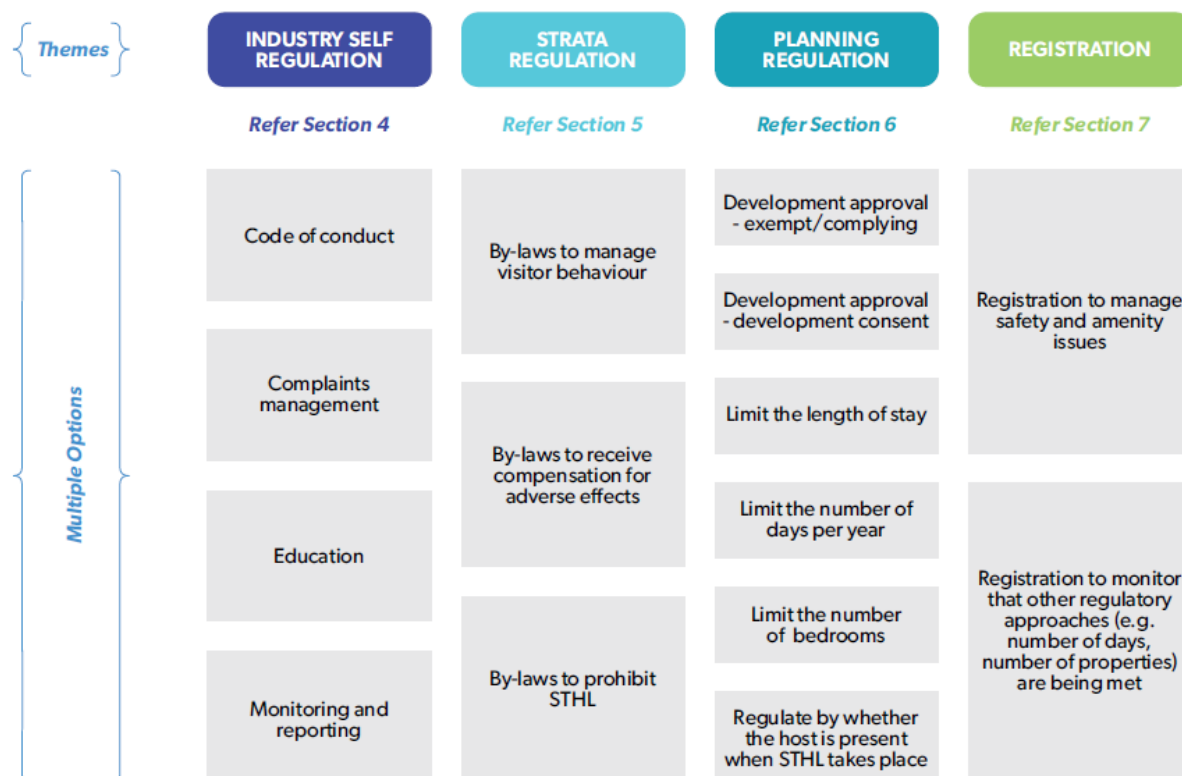 Themes
INDUSTRY SELF
REGULATION
STRATA
REGULATION
PLANNING
REGULATION
REGISTRATION
Refer Section 4
Refer Section 5
Refer Section 6
Refer Section 7
Multiple Options
Code of conduct
Complaints
management
Education
Monitoring and
reporting
By-laws to manage
visitor behaviour
By-laws to receive
compensation for
adverse effects
By-laws to prohibit
STHL
Development approval
- exempt/complying
Development approval
- development consent
Limit the length of stay
Limit the number of
days per year
Limit the number
of bedrooms
Regulate by whether
the host is present
when STHL takes place
Registration to manage
safety and amenity
issues
Registration to monitor
that other regulatory
approaches (e.g.
number of days,
number of properties)
are being met